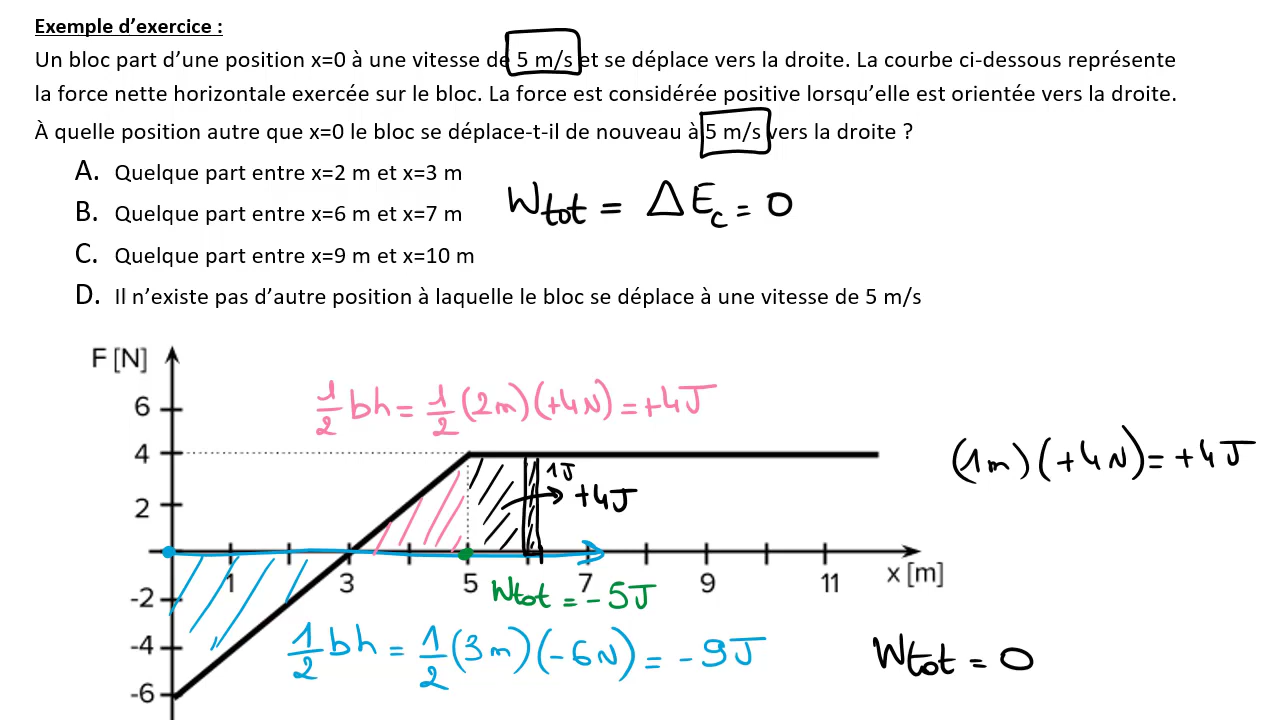 Exemple d’exercice :
Un bloc part d’une position x=0 à une vitesse de 5 m/s et se déplace vers la droite. La courbe ci-dessous représente
la force nette horizontale exercée sur le bloc. La force est considérée positive lorsqu’elle est orientée vers la droite.
À quelle position autre que x=0 le bloc se déplace-t-il de nouveau à 5 m/s vers la droite ?
A. Quelque part entre x=2 m et x=3 m
B. Quelque part entre x=6 m et x=7 m
C. Quelque part entre x=9 m et x=10 m
D. Il n’existe pas d’autre position à laquelle le bloc se déplace à une vitesse de 5 m/s
Wtot = ΔEc = 0
F [N]
6
4
2
-2
-4
-6
1/2 bh = 1/2 (2m)(+4N) = +4J
1J
+4J
(1m)(+4N) = +4J
1 3 5 7 9 11
x [m]
Wtot = -5J
1/2 bh = 1/2 (3m)(-6N) = -9J
Wtot = 0